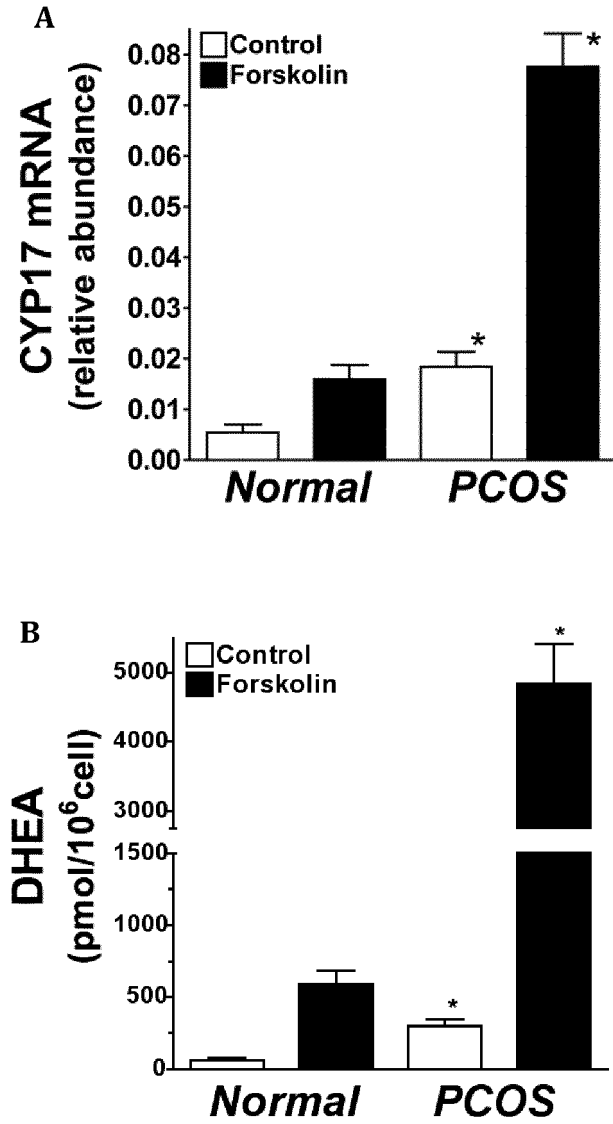 A
Control
Forskolin
CYP17 mRNA
(relative abundance)
0.08
0.07
0.06
0.05
0.04
0.03
0.02
0.01
0.00
*
*
Normal
PCOS
B
Control
Forskolin
DHEA
(pmol/10⁶cell)
5000
4000
3000
1500
1000
500
0
*
*
Normal
PCOS